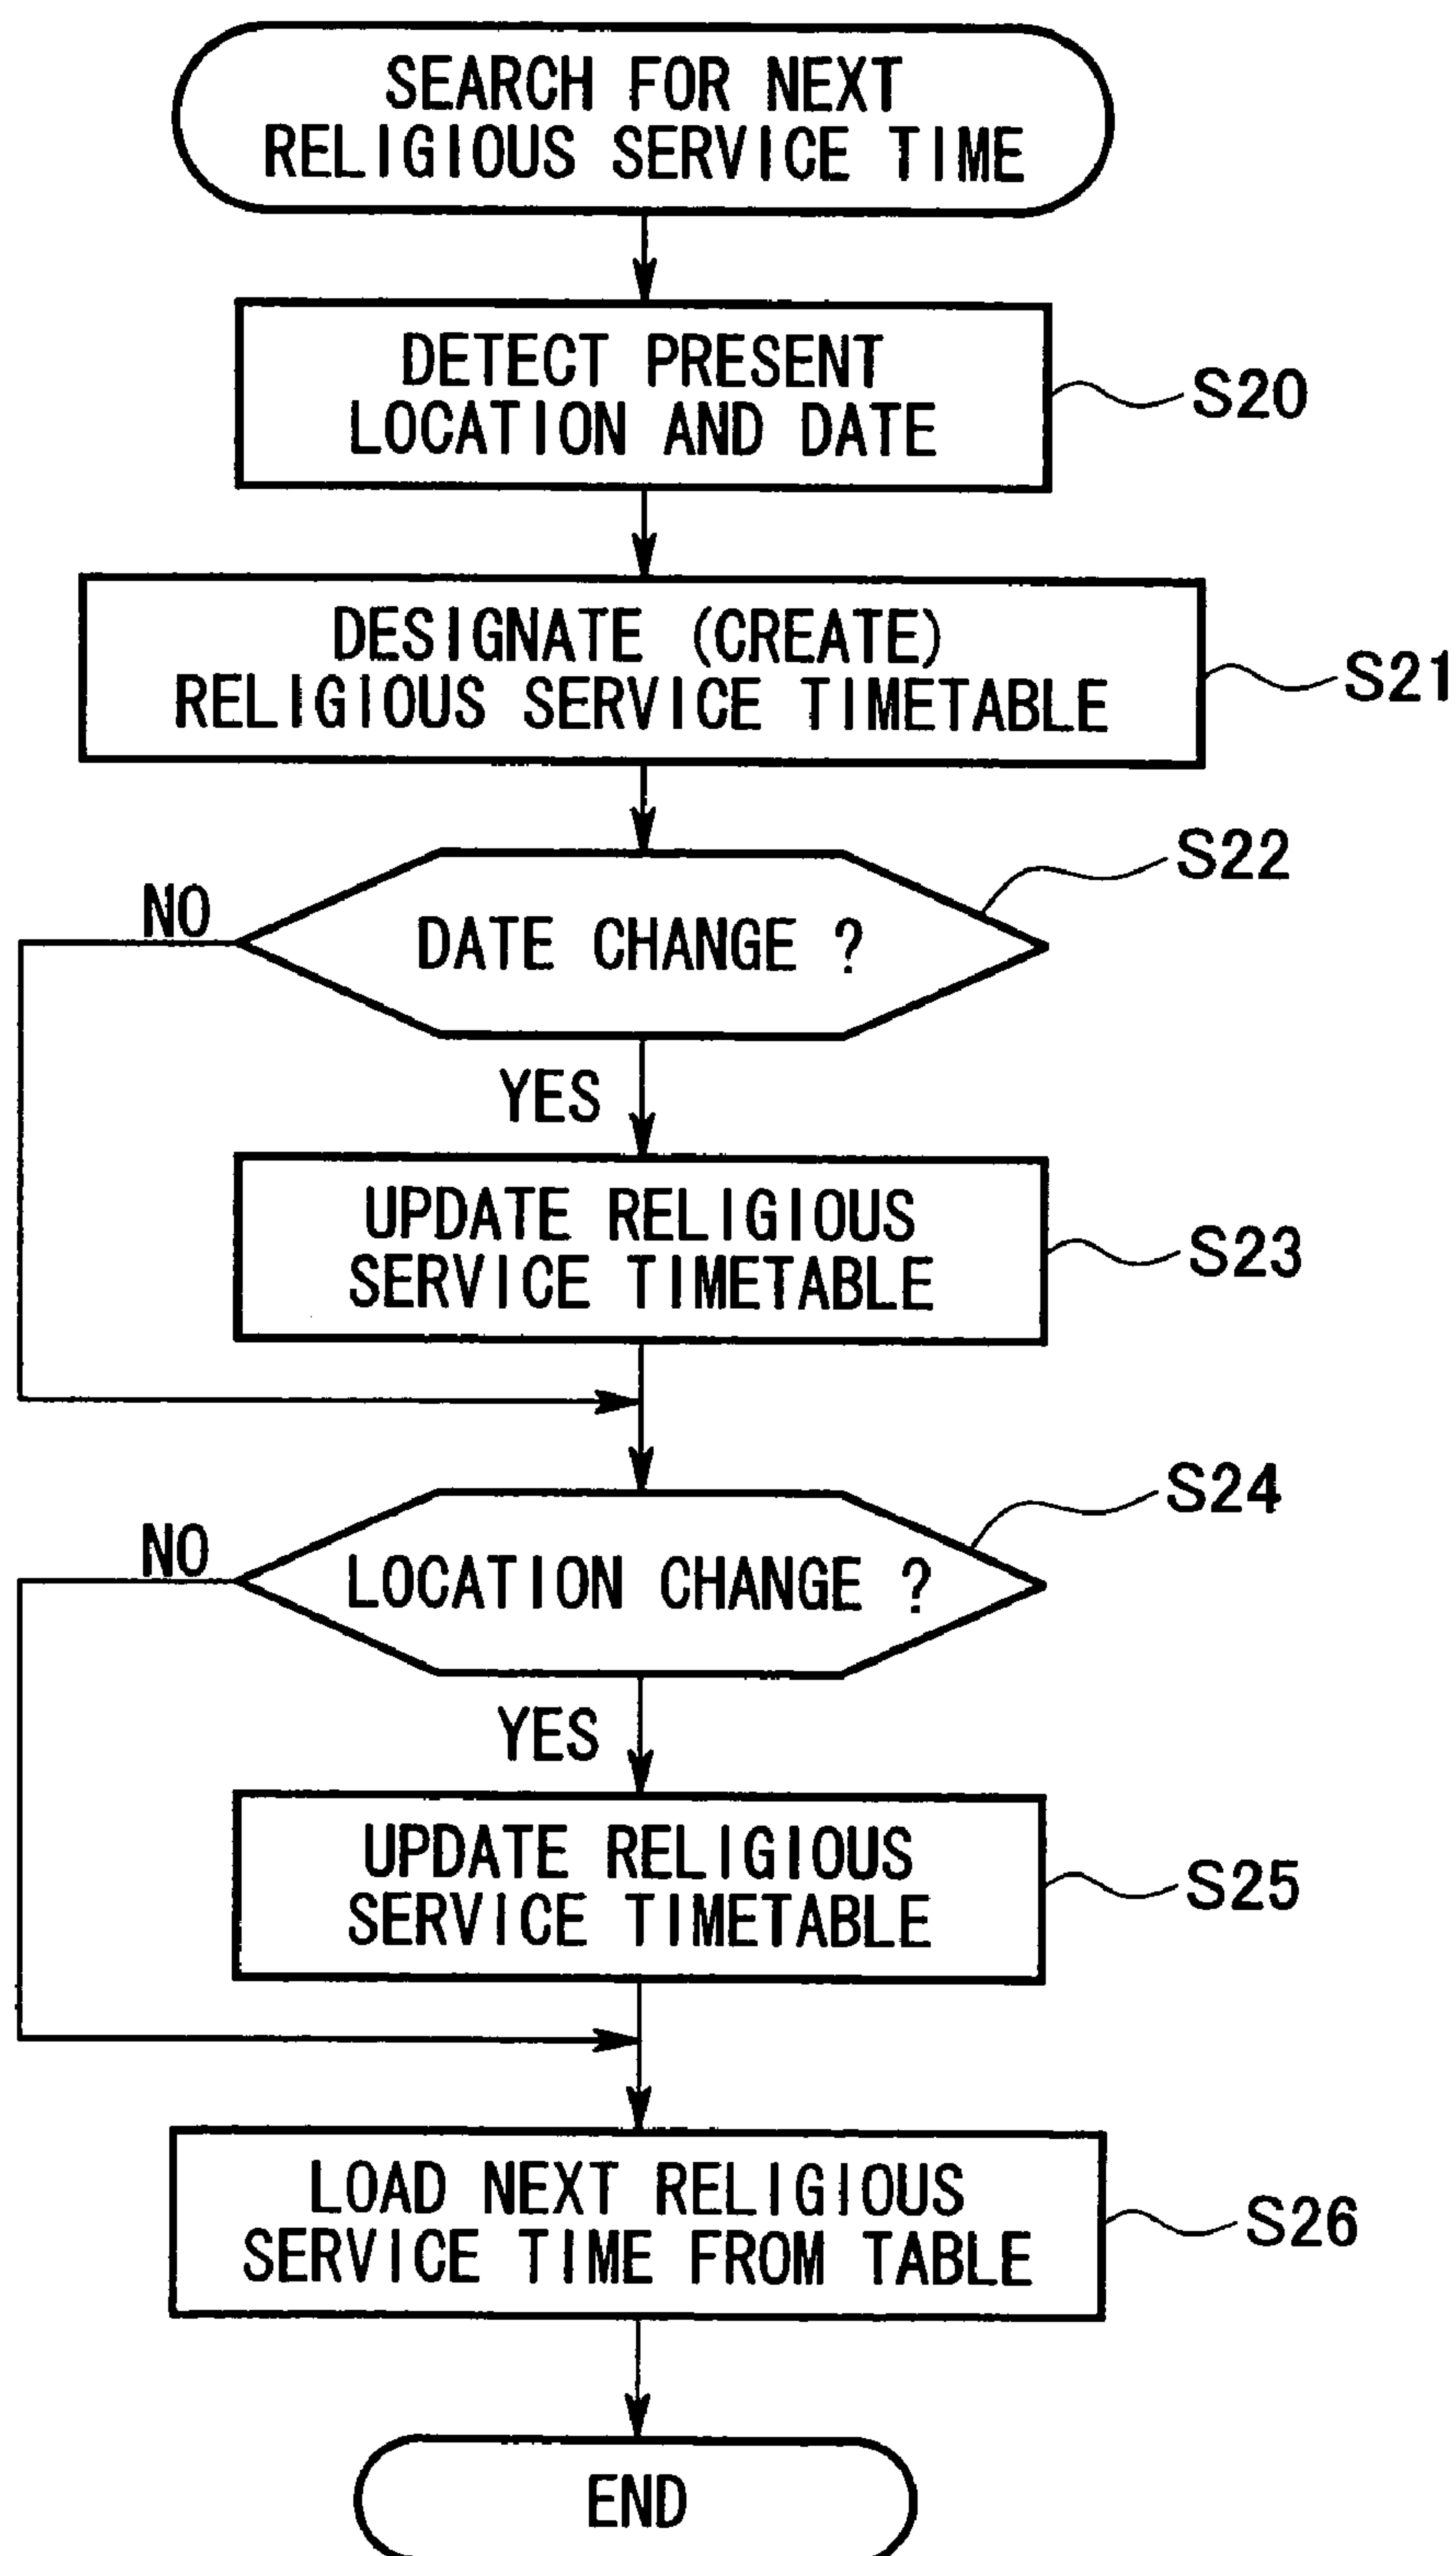 SEARCH FOR NEXT
RELIGIOUS SERVICE TIME
DETECT PRESENT
LOCATION AND DATE
S20
DESIGNATE (CREATE)
RELIGIOUS SERVICE TIMETABLE
S21
S22
NO
DATE CHANGE ?
YES
UPDATE RELIGIOUS
SERVICE TIMETABLE
S23
S24
NO
LOCATION CHANGE ?
YES
UPDATE RELIGIOUS
SERVICE TIMETABLE
S25
LOAD NEXT RELIGIOUS
SERVICE TIME FROM TABLE
S26
END